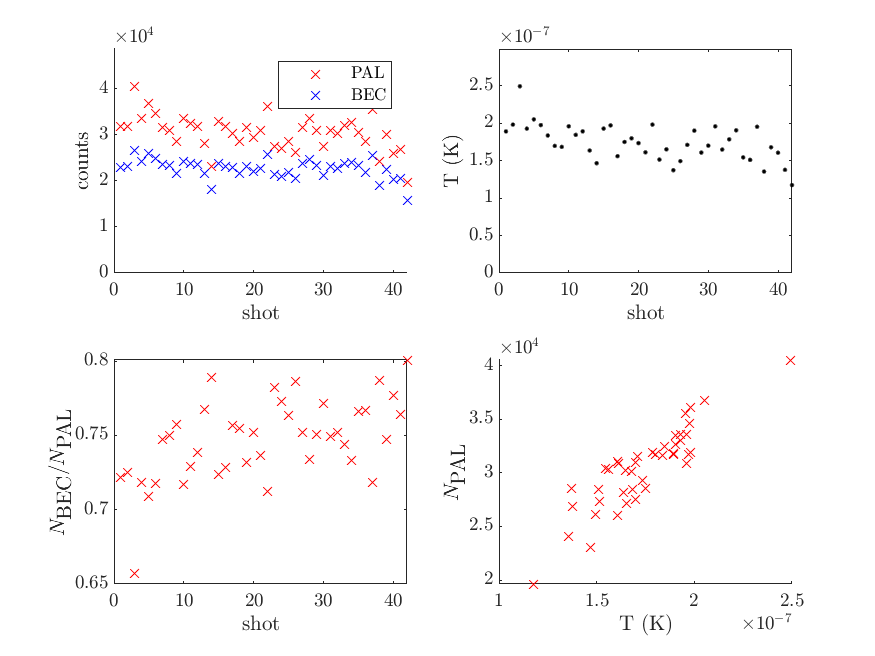 ×10^4
counts
4
3
2
1
0
0 10 20 30 40
shot
PAL
BEC
×10^-7
T (K)
2.5
2
1.5
1
0.5
0
0 10 20 30 40
shot
N_BEC/N_PAL
0.8
0.75
0.7
0.65
0 10 20 30 40
shot
×10^4
N_PAL
4
3.5
3
2.5
2
1 1.5 2 2.5
T (K) ×10^-7